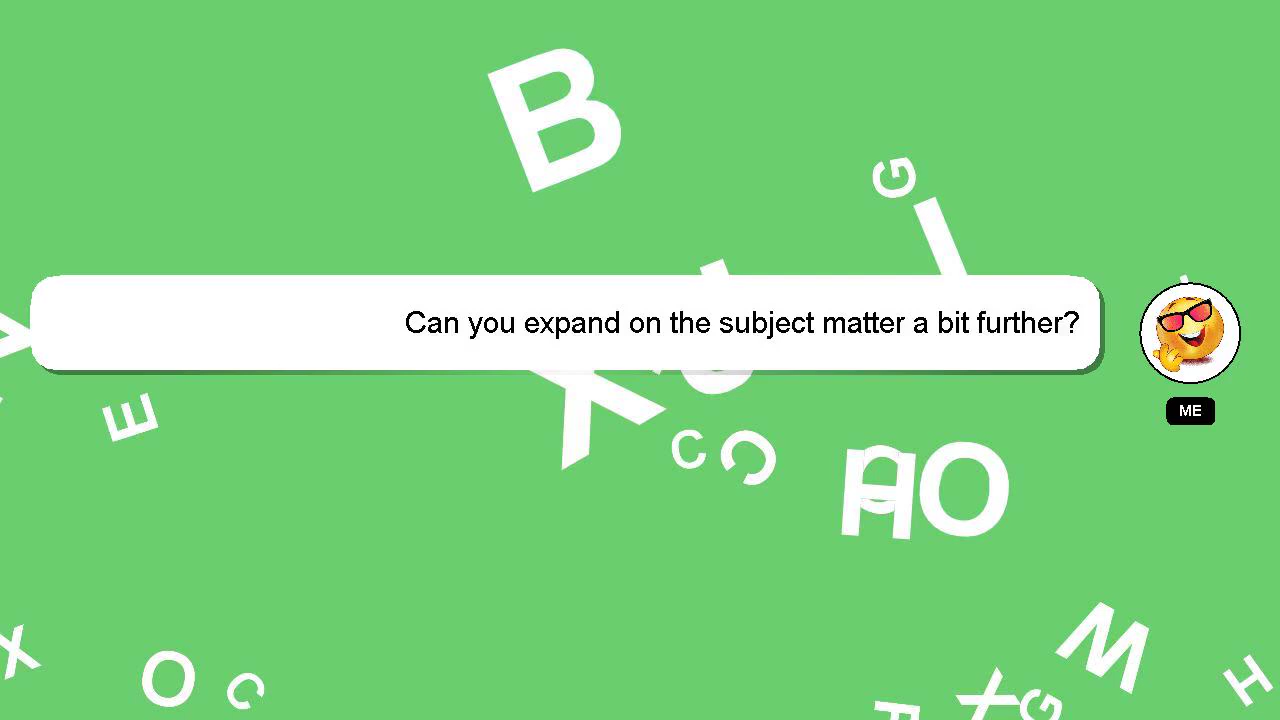 B
G
I
Can you expand on the subject matter a bit further?
ME
E
X
C
C
H
O
O
X
O
C
M
H
X
G